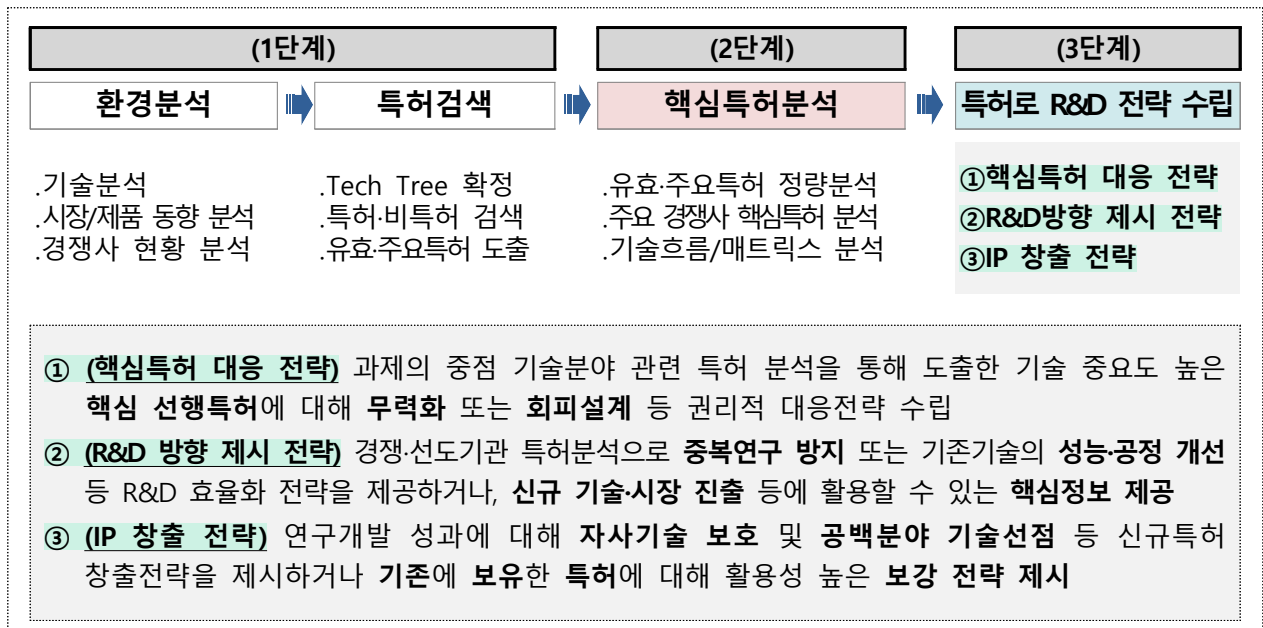 (1단계)
(2단계)
(3단계)
환경분석
특허검색
핵심특허분석
특허로 R&D 전략 수립
.기술분석
.시장/제품 동향 분석
.경쟁사 현황 분석
.Tech Tree 확정
.특허·비특허 검색
.유효·주요특허 도출
.유효·주요특허 정량분석
.주요 경쟁사 핵심특허 분석
.기술흐름/매트릭스 분석
①핵심특허 대응 전략
②R&D방향 제시 전략
③IP 창출 전략
① (핵심특허 대응 전략) 과제의 중점 기술분야 관련 특허 분석을 통해 도출한 기술 중요도 높은
핵심 선행특허에 대해 무력화 또는 회피설계 등 권리적 대응전략 수립
② (R&D 방향 제시 전략) 경쟁·선도기관 특허분석으로 중복연구 방지 또는 기존기술의 성능·공정 개선
등 R&D 효율화 전략을 제공하거나, 신규 기술·시장 진출 등에 활용할 수 있는 핵심정보 제공
③ (IP 창출 전략) 연구개발 성과에 대해 자사기술 보호 및 공백분야 기술선점 등 신규특허
창출전략을 제시하거나 기존에 보유한 특허에 대해 활용성 높은 보강 전략 제시